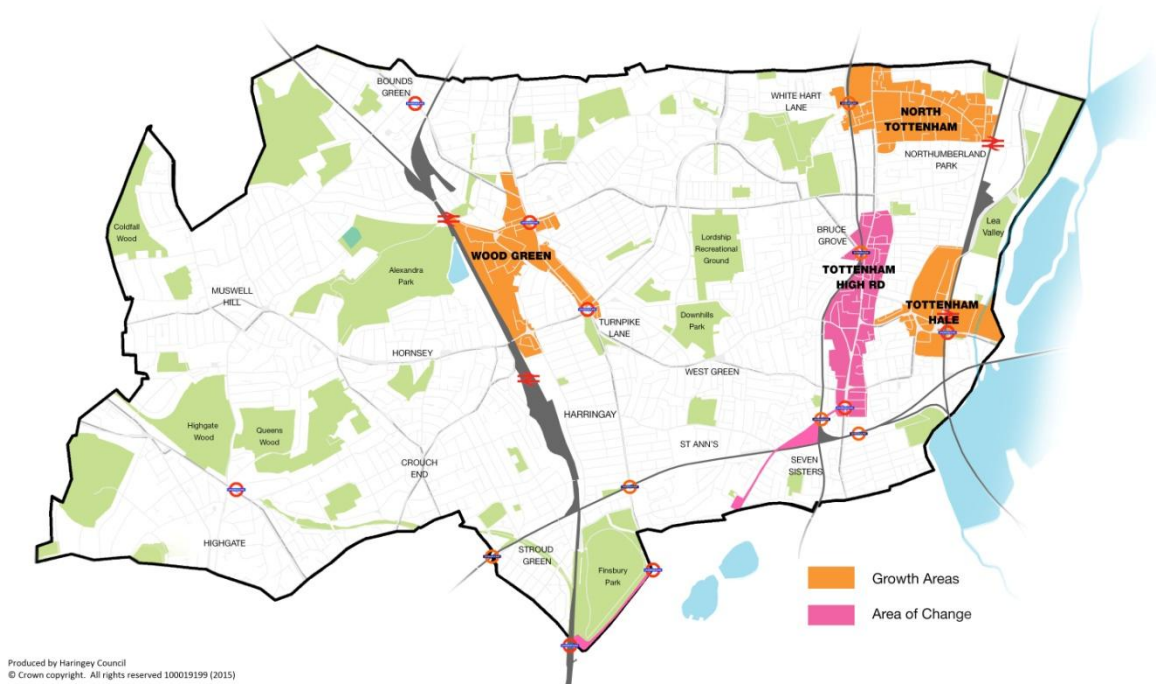 BOUNDS
GREEN
WHITE HART
LANE
NORTH
TOTTENHAM
NORTHUMBERLAND
PARK
Coldfall
Wood
Lea
Valley
BRUCE
GROVE
Lordship
Recreational
Ground
WOOD GREEN
Alexandra
Park
TOTTENHAM
HIGH RD
MUSWELL
HILL
TOTTENHAM
HALE
TURNPIKE
LANE
Downhills
Park
HORNSEY
WEST GREEN
HARRINGAY
Highgate
Wood
Queens
Wood
ST ANN'S
CROUCH
END
SEVEN
SISTERS
HIGHGATE
STROUD
GREEN
Finsbury
Park
Growth Areas
Area of Change
Produced by Haringey Council
© Crown copyright. All rights reserved 100019199 (2015)